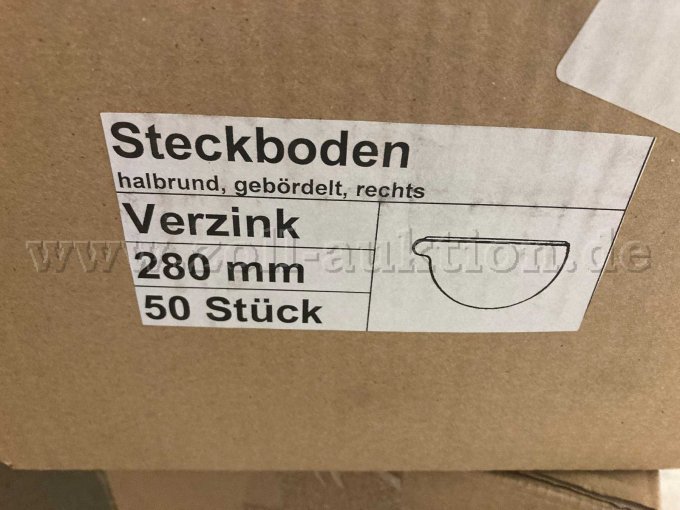 Steckboden
halbrund, gebördelt, rechts
Verzink
www.zoll-auktion.de
280 mm
50 Stück